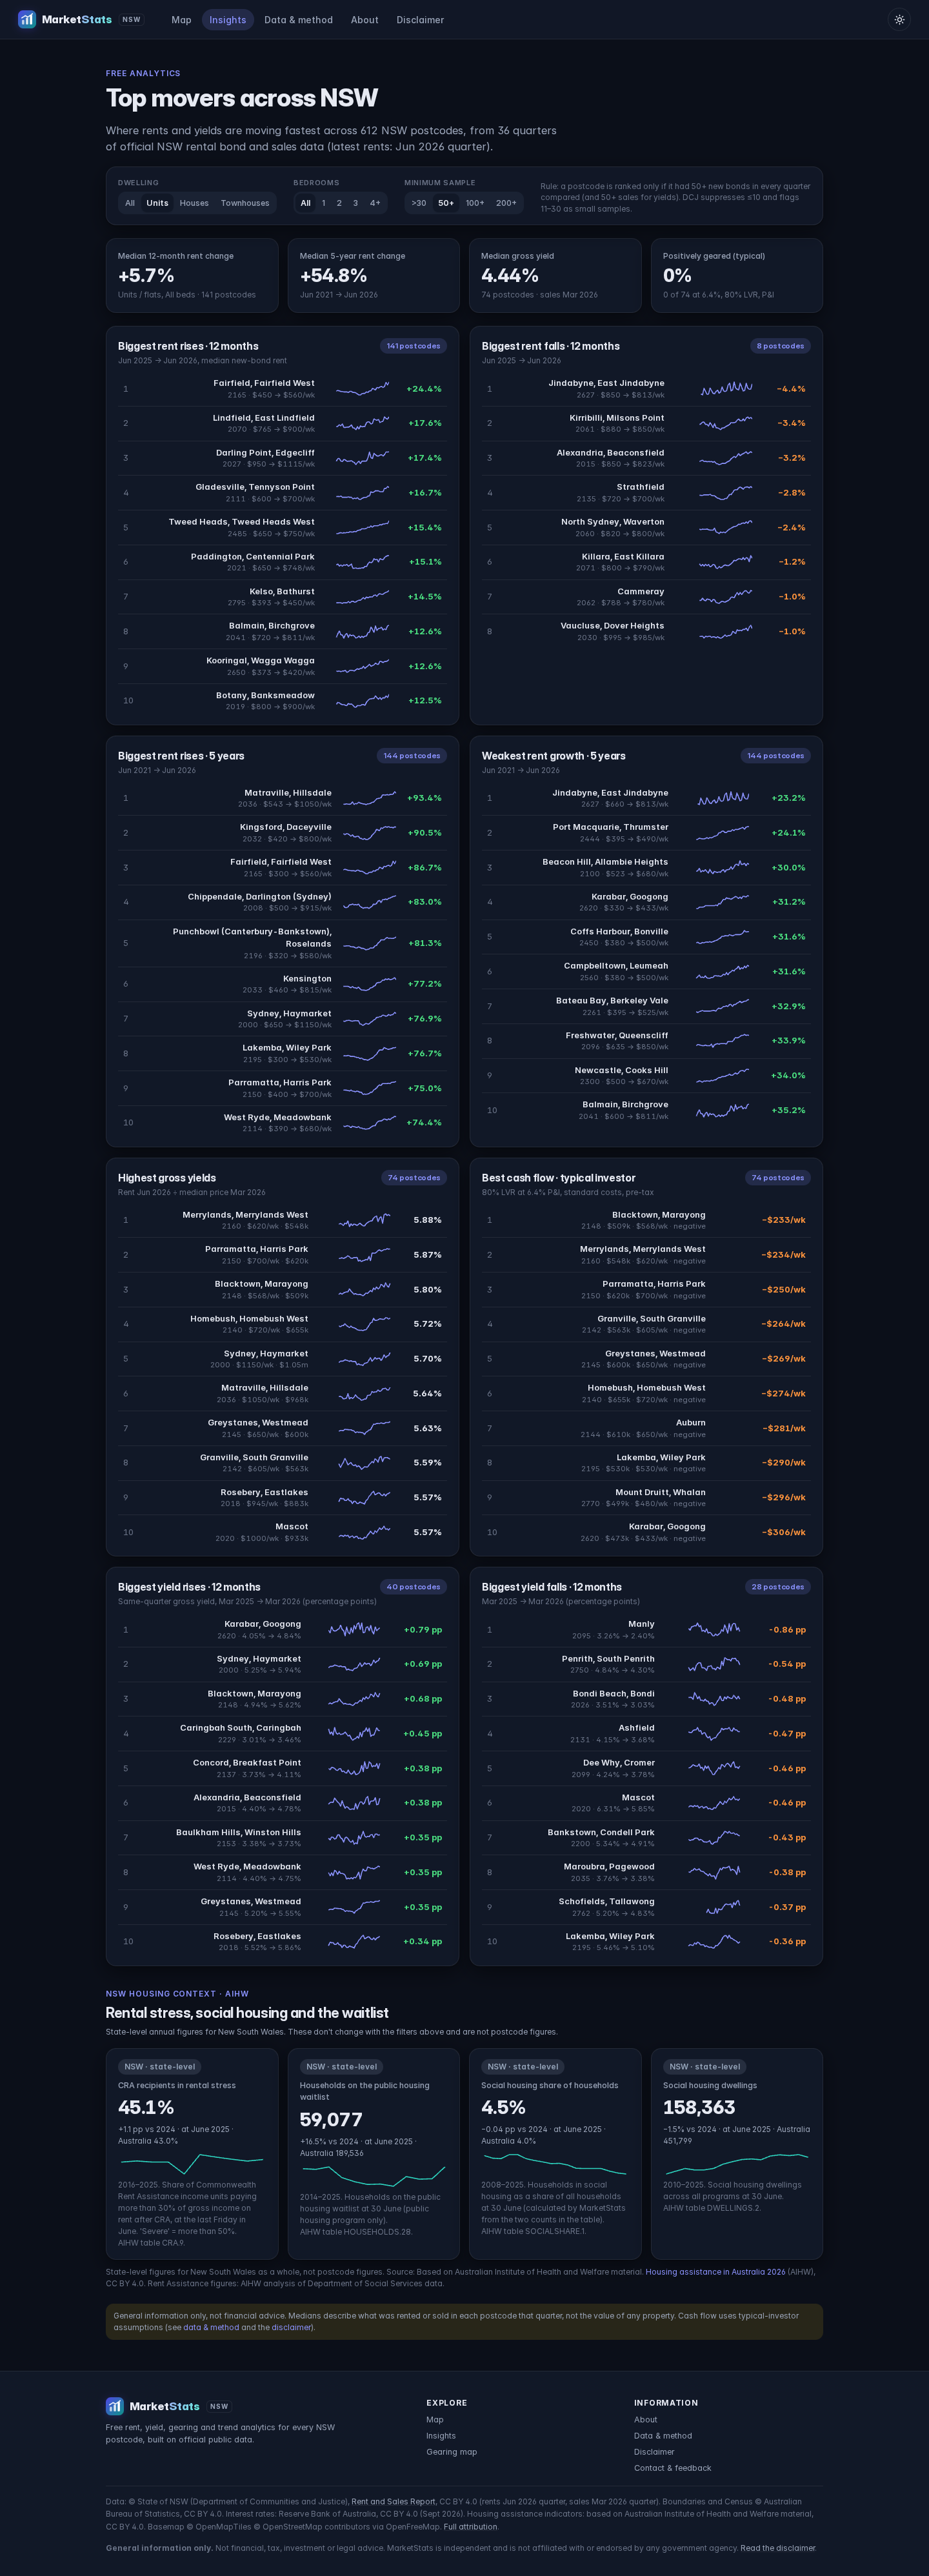 MarketStats NSW Map Insights Data & method About Disclaimer
FREE ANALYTICS
Top movers across NSW
Where rents and yields are moving fastest across 612 NSW postcodes, from 36 quarters
of official NSW rental bond and sales data (latest rents: Jun 2026 quarter).
DWELLING
All Units Houses Townhouses
BEDROOMS
All 1 2 3 4+
MINIMUM SAMPLE
>30 50+ 100+ 200+
Rule: a postcode is ranked only if it had 50+ new bonds in every quarter
compared (and 50+ sales for yields). DCJ suppresses ≤10 and flags
11–30 as small samples.
Median 12-month rent change
+5.7%
Units / flats, All beds · 141 postcodes
Median 5-year rent change
+54.8%
Jun 2021 → Jun 2026
Median gross yield
4.44%
74 postcodes · sales Mar 2026
Positively geared (typical)
0%
0 of 74 at 6.4%, 80% LVR, P&I
Biggest rent rises · 12 months
141 postcodes
Jun 2025 → Jun 2026, median new-bond rent
1 Fairfield, Fairfield West +24.4%
2165 · $450 → $560/wk
2 Lindfield, East Lindfield +17.6%
2070 · $765 → $900/wk
3 Darling Point, Edgecliff +17.4%
2027 · $950 → $1115/wk
4 Gladesville, Tennyson Point +16.7%
2111 · $600 → $700/wk
5 Tweed Heads, Tweed Heads West +15.4%
2485 · $650 → $750/wk
6 Paddington, Centennial Park +15.1%
2021 · $650 → $748/wk
7 Kelso, Bathurst +14.5%
2795 · $393 → $450/wk
8 Balmain, Birchgrove +12.6%
2041 · $720 → $811/wk
9 Kooringal, Wagga Wagga +12.6%
2650 · $373 → $420/wk
10 Botany, Banksmeadow +12.5%
2019 · $800 → $900/wk
Biggest rent falls · 12 months
8 postcodes
Jun 2025 → Jun 2026
1 Jindabyne, East Jindabyne −4.4%
2627 · $850 → $813/wk
2 Kirribilli, Milsons Point −3.4%
2061 · $880 → $850/wk
3 Alexandria, Beaconsfield −3.2%
2015 · $850 → $823/wk
4 Strathfield −2.8%
2135 · $720 → $700/wk
5 North Sydney, Waverton −2.4%
2060 · $820 → $800/wk
6 Killara, East Killara −1.2%
2071 · $800 → $790/wk
7 Cammeray −1.0%
2062 · $788 → $780/wk
8 Vaucluse, Dover Heights −1.0%
2030 · $995 → $985/wk
Biggest rent rises · 5 years
144 postcodes
Jun 2021 → Jun 2026
1 Matraville, Hillsdale +93.4%
2036 · $543 → $1050/wk
2 Kingsford, Daceyville +90.5%
2032 · $420 → $800/wk
3 Fairfield, Fairfield West +86.7%
2165 · $300 → $560/wk
4 Chippendale, Darlington (Sydney) +83.0%
2008 · $500 → $915/wk
5 Punchbowl (Canterbury-Bankstown),
Roselands +81.3%
2196 · $320 → $580/wk
6 Kensington +77.2%
2033 · $460 → $815/wk
7 Sydney, Haymarket +76.9%
2000 · $650 → $1150/wk
8 Lakemba, Wiley Park +76.7%
2195 · $300 → $530/wk
9 Parramatta, Harris Park +75.0%
2150 · $400 → $700/wk
10 West Ryde, Meadowbank +74.4%
2114 · $390 → $680/wk
Weakest rent growth · 5 years
144 postcodes
Jun 2021 → Jun 2026
1 Jindabyne, East Jindabyne +23.2%
2627 · $660 → $813/wk
2 Port Macquarie, Thrumster +24.1%
2444 · $395 → $490/wk
3 Beacon Hill, Allambie Heights +30.0%
2100 · $523 → $680/wk
4 Karabar, Googong +31.2%
2620 · $330 → $433/wk
5 Coffs Harbour, Bonville +31.6%
2450 · $380 → $500/wk
6 Campbelltown, Leumeah +31.6%
2560 · $380 → $500/wk
7 Bateau Bay, Berkeley Vale +32.9%
2261 · $395 → $525/wk
8 Freshwater, Queenscliff +33.9%
2096 · $635 → $850/wk
9 Newcastle, Cooks Hill +34.0%
2300 · $500 → $670/wk
10 Balmain, Birchgrove +35.2%
2041 · $600 → $811/wk
Highest gross yields
74 postcodes
Rent Jun 2026 ÷ median price Mar 2026
1 Merrylands, Merrylands West 5.88%
2160 · $620/wk · $548k
2 Parramatta, Harris Park 5.87%
2150 · $700/wk · $620k
3 Blacktown, Marayong 5.80%
2148 · $568/wk · $509k
4 Homebush, Homebush West 5.72%
2140 · $720/wk · $655k
5 Sydney, Haymarket 5.70%
2000 · $1150/wk · $1.05m
6 Matraville, Hillsdale 5.64%
2036 · $1050/wk · $968k
7 Greystanes, Westmead 5.63%
2145 · $650/wk · $600k
8 Granville, South Granville 5.59%
2142 · $605/wk · $563k
9 Rosebery, Eastlakes 5.57%
2018 · $945/wk · $883k
10 Mascot 5.57%
2020 · $1000/wk · $933k
Best cash flow · typical investor
74 postcodes
80% LVR at 6.4% P&I, standard costs, pre-tax
1 Blacktown, Marayong −$233/wk
2148 · $509k · $568/wk · negative
2 Merrylands, Merrylands West −$234/wk
2160 · $548k · $620/wk · negative
3 Parramatta, Harris Park −$250/wk
2150 · $620k · $700/wk · negative
4 Granville, South Granville −$264/wk
2142 · $563k · $605/wk · negative
5 Greystanes, Westmead −$269/wk
2145 · $600k · $650/wk · negative
6 Homebush, Homebush West −$274/wk
2140 · $655k · $720/wk · negative
7 Auburn −$281/wk
2144 · $610k · $650/wk · negative
8 Lakemba, Wiley Park −$290/wk
2195 · $530k · $530/wk · negative
9 Mount Druitt, Whalan −$296/wk
2770 · $499k · $480/wk · negative
10 Karabar, Googong −$306/wk
2620 · $473k · $433/wk · negative
Biggest yield rises · 12 months
40 postcodes
Same-quarter gross yield, Mar 2025 → Mar 2026 (percentage points)
1 Karabar, Googong +0.79 pp
2620 · 4.05% → 4.84%
2 Sydney, Haymarket +0.69 pp
2000 · 5.25% → 5.94%
3 Blacktown, Marayong +0.68 pp
2148 · 4.94% → 5.62%
4 Caringbah South, Caringbah +0.45 pp
2229 · 3.01% → 3.46%
5 Concord, Breakfast Point +0.38 pp
2137 · 3.73% → 4.11%
6 Alexandria, Beaconsfield +0.38 pp
2015 · 4.40% → 4.78%
7 Baulkham Hills, Winston Hills +0.35 pp
2153 · 3.38% → 3.73%
8 West Ryde, Meadowbank +0.35 pp
2114 · 4.40% → 4.75%
9 Greystanes, Westmead +0.35 pp
2145 · 5.20% → 5.55%
10 Rosebery, Eastlakes +0.34 pp
2018 · 5.52% → 5.86%
Biggest yield falls · 12 months
28 postcodes
Mar 2025 → Mar 2026 (percentage points)
1 Manly -0.86 pp
2095 · 3.26% → 2.40%
2 Penrith, South Penrith -0.54 pp
2750 · 4.84% → 4.30%
3 Bondi Beach, Bondi -0.48 pp
2026 · 3.51% → 3.03%
4 Ashfield -0.47 pp
2131 · 4.15% → 3.68%
5 Dee Why, Cromer -0.46 pp
2099 · 4.24% → 3.78%
6 Mascot -0.46 pp
2020 · 6.31% → 5.85%
7 Bankstown, Condell Park -0.43 pp
2200 · 5.34% → 4.91%
8 Maroubra, Pagewood -0.38 pp
2035 · 3.76% → 3.38%
9 Schofields, Tallawong -0.37 pp
2762 · 5.20% → 4.83%
10 Lakemba, Wiley Park -0.36 pp
2195 · 5.46% → 5.10%
NSW HOUSING CONTEXT · AIHW
Rental stress, social housing and the waitlist
State-level annual figures for New South Wales. These don't change with the filters above and are not postcode figures.
NSW · state-level
CRA recipients in rental stress
45.1%
+1.1 pp vs 2024 · at June 2025 ·
Australia 43.0%
2016–2025. Share of Commonwealth
Rent Assistance income units paying
more than 30% of gross income on
rent after CRA, at the last Friday in
June. 'Severe' = more than 50%.
AIHW table CRA.9.
NSW · state-level
Households on the public housing
waitlist
59,077
+16.5% vs 2024 · at June 2025 ·
Australia 189,536
2014–2025. Households on the public
housing waitlist at 30 June (public
housing program only).
AIHW table HOUSEHOLDS.28.
NSW · state-level
Social housing share of households
4.5%
−0.04 pp vs 2024 · at June 2025 ·
Australia 4.0%
2008–2025. Households in social
housing as a share of all households
at 30 June (calculated by MarketStats
from the two counts in the table).
AIHW table SOCIALSHARE.1.
NSW · state-level
Social housing dwellings
158,363
−1.5% vs 2024 · at June 2025 · Australia
451,799
2010–2025. Social housing dwellings
across all programs at 30 June.
AIHW table DWELLINGS.2.
State-level figures for New South Wales as a whole, not postcode figures. Source: Based on Australian Institute of Health and Welfare material. Housing assistance in Australia 2026 (AIHW),
CC BY 4.0. Rent Assistance figures: AIHW analysis of Department of Social Services data.
General information only, not financial advice. Medians describe what was rented or sold in each postcode that quarter, not the value of any property. Cash flow uses typical-investor
assumptions (see data & method and the disclaimer).
MarketStats NSW
Free rent, yield, gearing and trend analytics for every NSW
postcode, built on official public data.
EXPLORE
Map
Insights
Gearing map
INFORMATION
About
Data & method
Disclaimer
Contact & feedback
Data: © State of NSW (Department of Communities and Justice), Rent and Sales Report, CC BY 4.0 (rents Jun 2026 quarter, sales Mar 2026 quarter). Boundaries and Census © Australian
Bureau of Statistics, CC BY 4.0. Interest rates: Reserve Bank of Australia, CC BY 4.0 (Sept 2026). Housing assistance indicators: based on Australian Institute of Health and Welfare material,
CC BY 4.0. Basemap © OpenMapTiles © OpenStreetMap contributors via OpenFreeMap. Full attribution.
General information only. Not financial, tax, investment or legal advice. MarketStats is independent and is not affiliated with or endorsed by any government agency. Read the disclaimer.